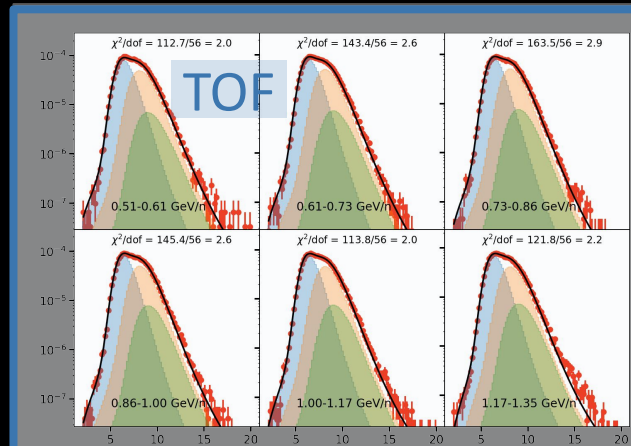 χ²/dof = 112.7/56 = 2.0
χ²/dof = 143.4/56 = 2.6
χ²/dof = 163.5/56 = 2.9
TOF
10⁻⁴
10⁻⁵
10⁻⁶
10⁻⁷
0.51-0.61 GeV/n
0.61-0.73 GeV/n
0.73-0.86 GeV/n
χ²/dof = 145.4/56 = 2.6
χ²/dof = 113.8/56 = 2.0
χ²/dof = 121.8/56 = 2.2
10⁻⁴
10⁻⁵
10⁻⁶
10⁻⁷
0.86-1.00 GeV/n
1.00-1.17 GeV/n
1.17-1.35 GeV/n
5 10 15 20 5 10 15 20 5 10 15 20